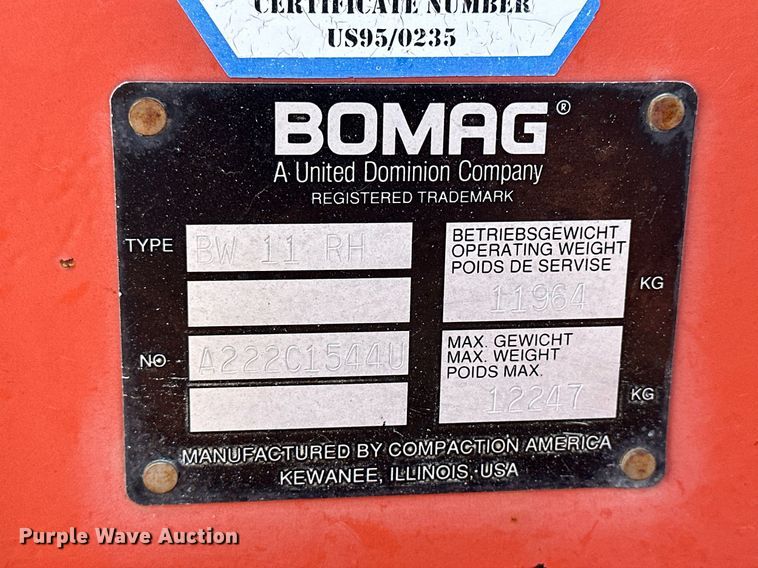 CERTIFICATE NUMBER
US95/0235
BOMAG®
A United Dominion Company
REGISTERED TRADEMARK
TYPE BW 11 RH
NO A222C1544U
BETRIEBSGEWICHT
OPERATING WEIGHT
POIDS DE SERVISE
11964 KG
MAX. GEWICHT
MAX. WEIGHT
POIDS MAX.
12247 KG
MANUFACTURED BY COMPACTION AMERICA
KEWANEE, ILLINOIS, USA
Purple Wave Auction